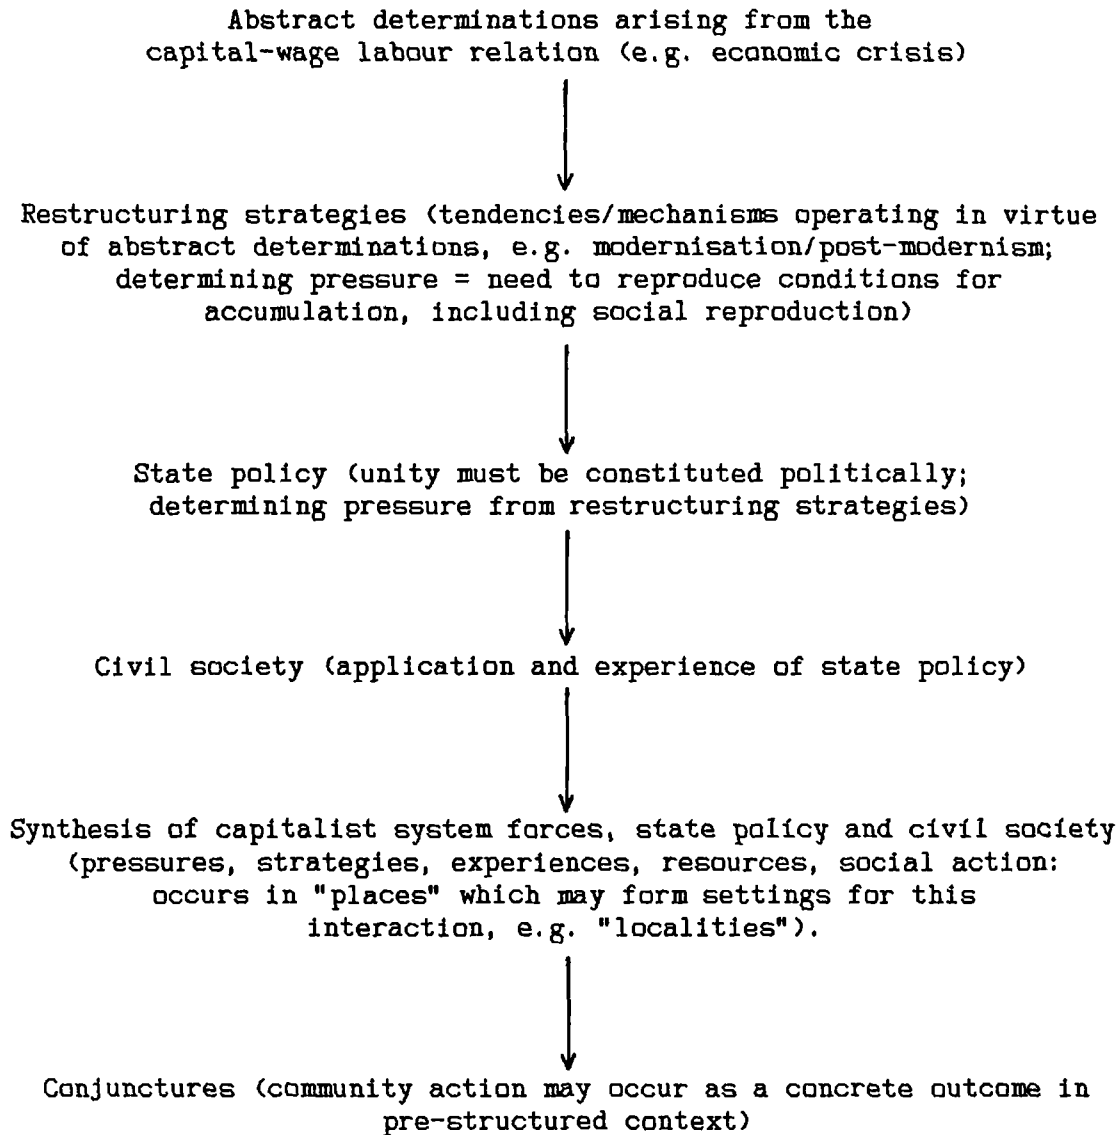 Abstract determinations arising from the
capital-wage labour relation (e.g. economic crisis)
Restructuring strategies (tendencies/mechanisms operating in virtue
of abstract determinations, e.g. modernisation/post-modernism;
determining pressure = need to reproduce conditions for
accumulation, including social reproduction)
State policy (unity must be constituted politically;
determining pressure from restructuring strategies)
Civil society (application and experience of state policy)
Synthesis of capitalist system forces, state policy and civil society
(pressures, strategies, experiences, resources, social action:
occurs in "places" which may form settings for this
interaction, e.g. "localities").
Conjunctures (community action may occur as a concrete outcome in
pre-structured context)